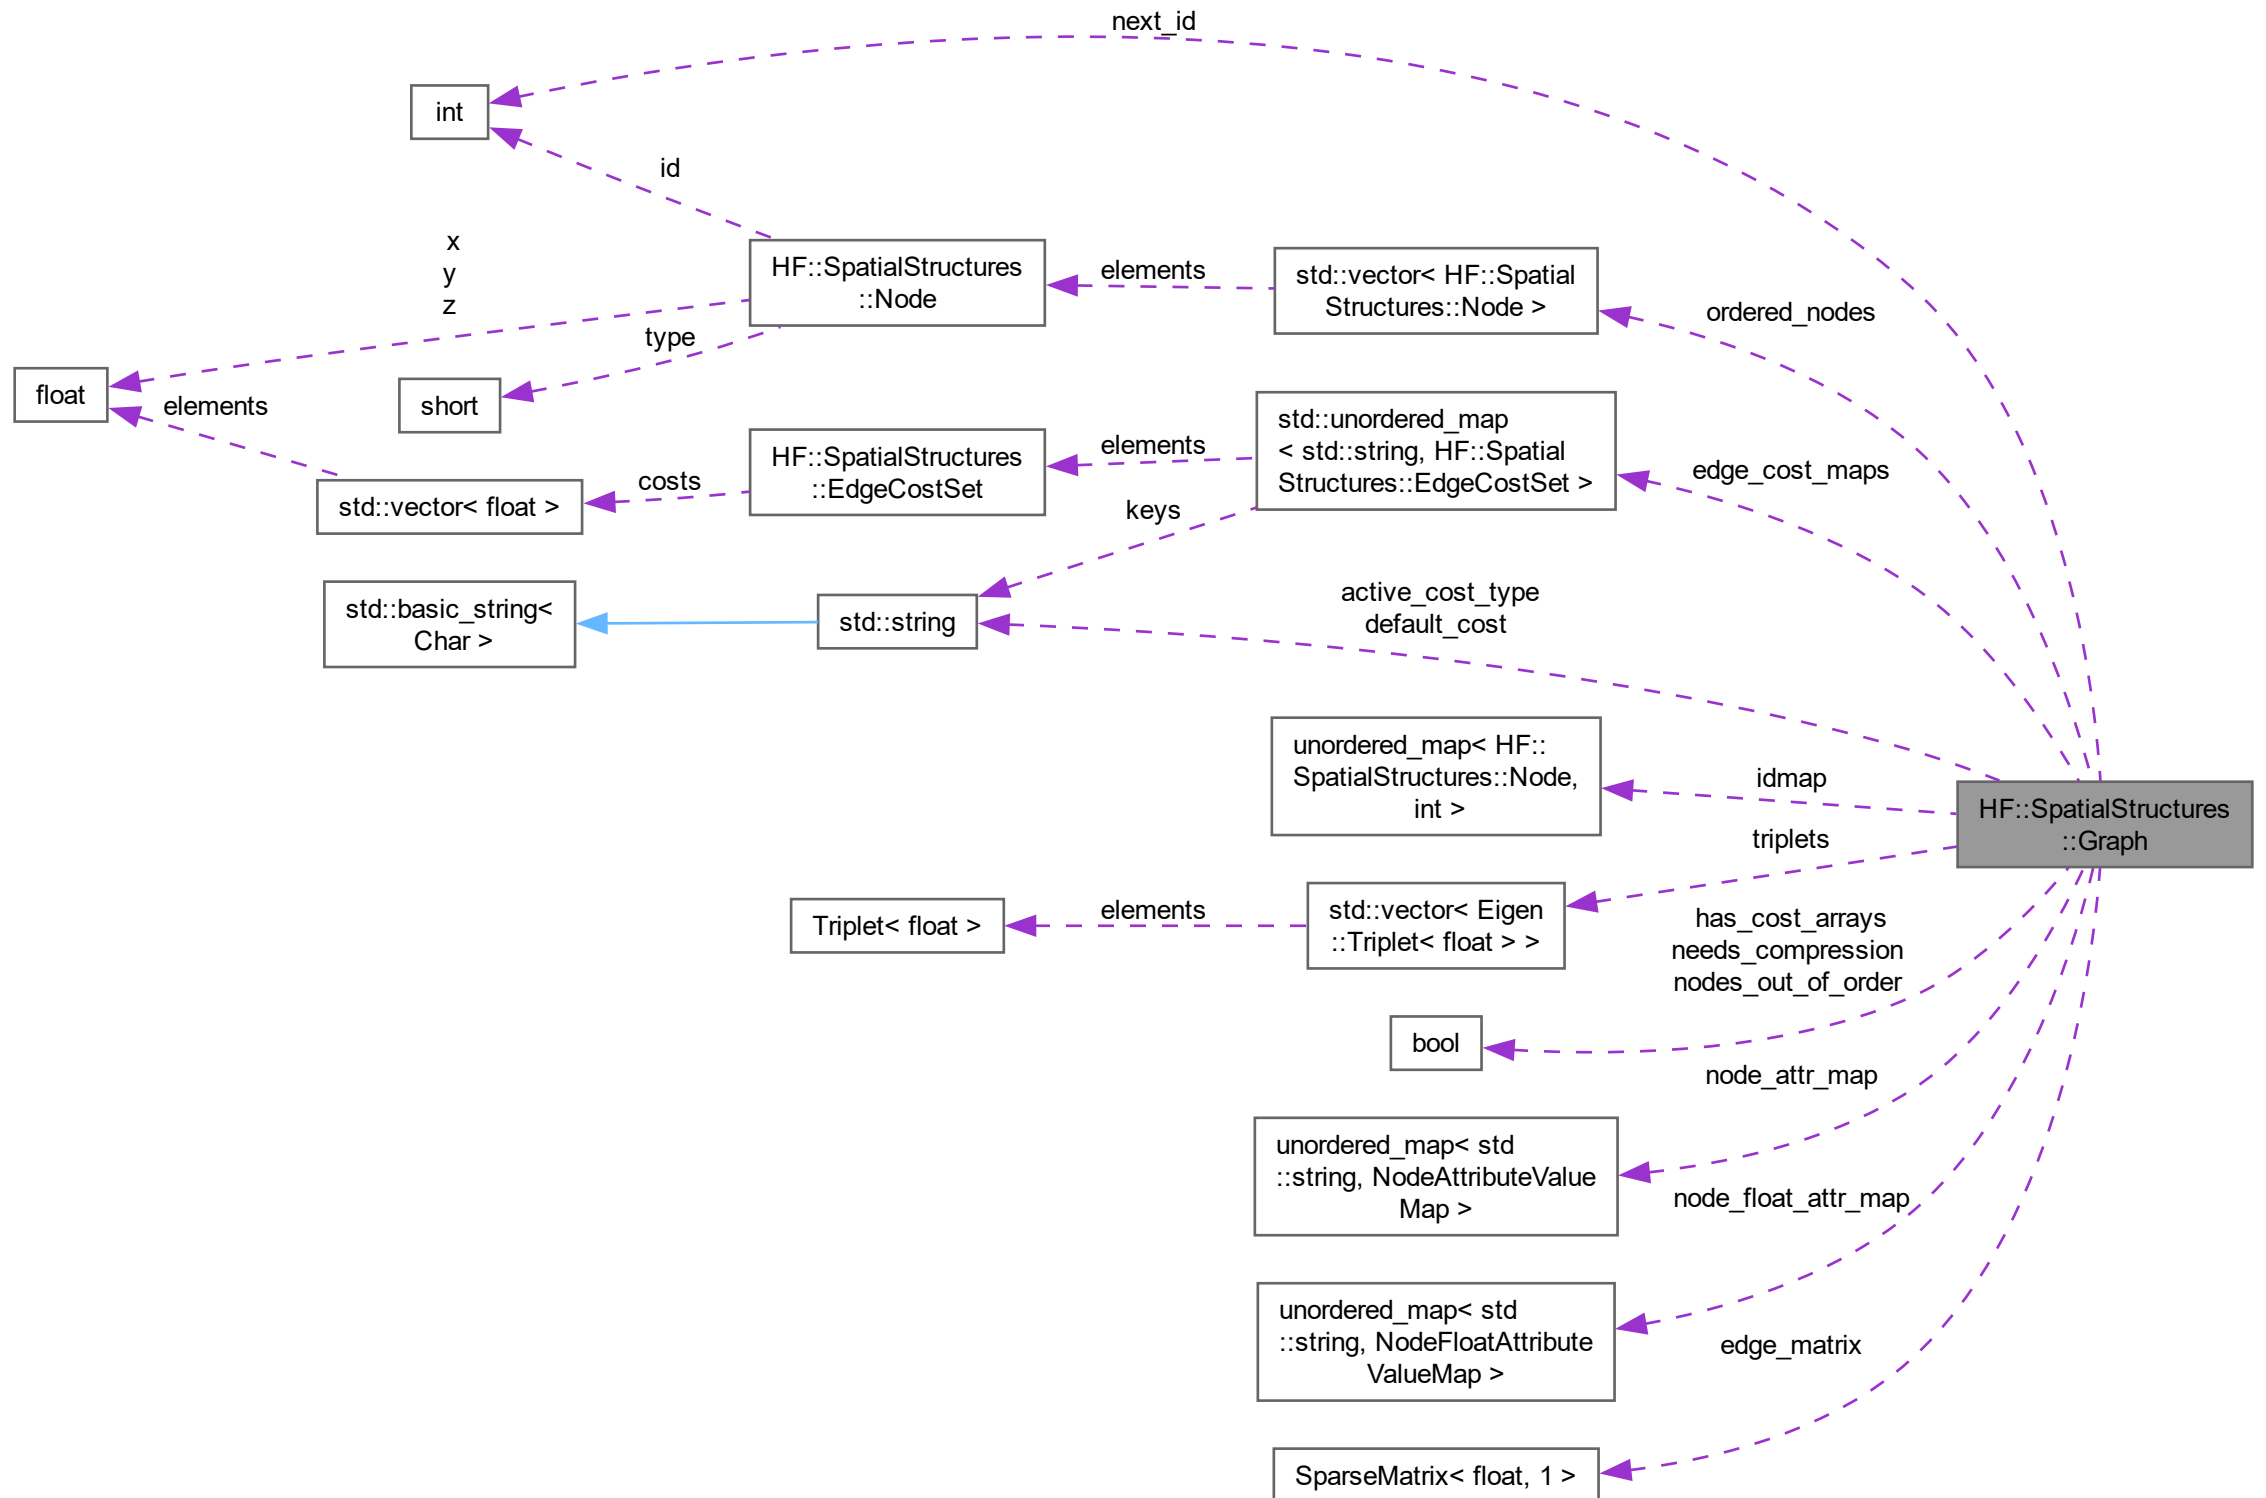 next_id
int
id
x
y
z
HF::SpatialStructures
::Node
elements
std::vector< HF::Spatial
Structures::Node >
ordered_nodes
type
float
short
elements
std::vector< float >
costs
HF::SpatialStructures
::EdgeCostSet
elements
std::unordered_map
< std::string, HF::Spatial
Structures::EdgeCostSet >
edge_cost_maps
keys
std::basic_string<
Char >
std::string
active_cost_type
default_cost
unordered_map< HF::
SpatialStructures::Node,
int >
idmap
HF::SpatialStructures
::Graph
triplets
Triplet< float >
elements
std::vector< Eigen
::Triplet< float > >
has_cost_arrays
needs_compression
nodes_out_of_order
bool
node_attr_map
unordered_map< std
::string, NodeAttributeValue
Map >
node_float_attr_map
unordered_map< std
::string, NodeFloatAttribute
ValueMap >
edge_matrix
SparseMatrix< float, 1 >